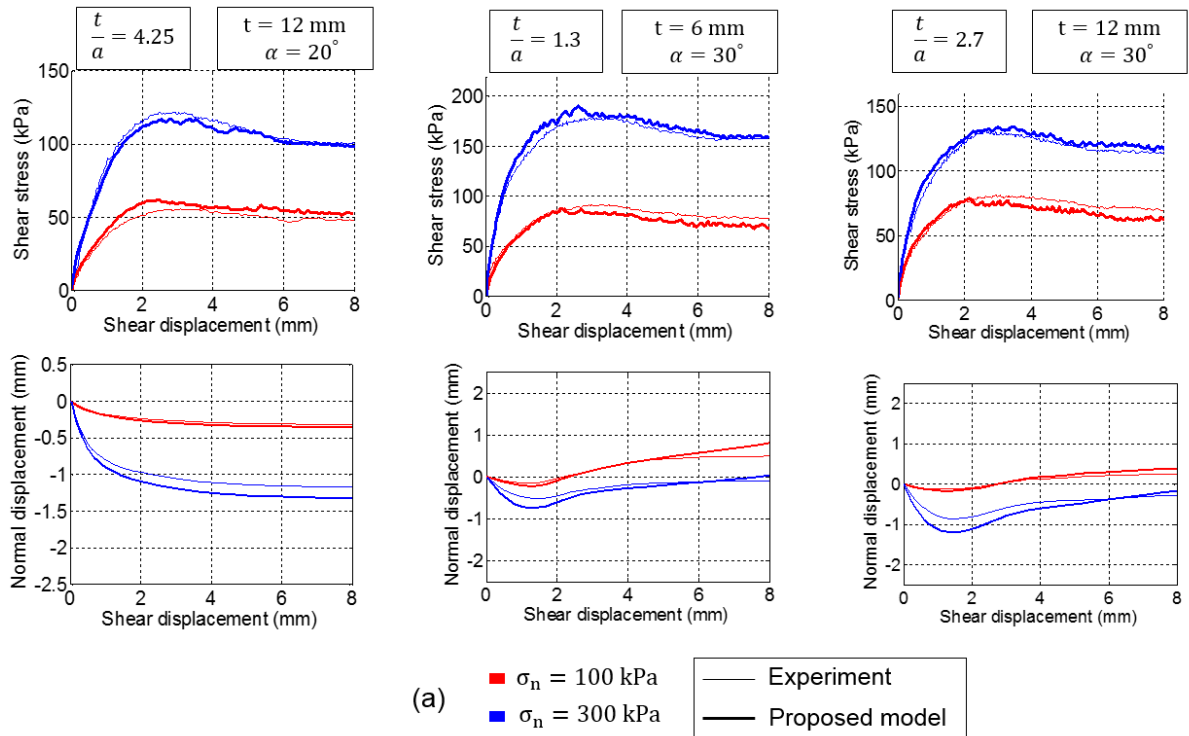 t/a = 4.25
t = 12 mm
α = 20°
t/a = 1.3
t = 6 mm
α = 30°
t/a = 2.7
t = 12 mm
α = 30°
Shear stress (kPa)
150
100
50
0
0 2 4 6 8
Shear displacement (mm)
Shear stress (kPa)
200
150
100
50
0
0 2 4 6 8
Shear displacement (mm)
Shear stress (kPa)
150
100
50
0
0 2 4 6 8
Shear displacement (mm)
Normal displacement (mm)
0.5
0
-0.5
-1
-1.5
-2
-2.5
0 2 4 6 8
Shear displacement (mm)
Normal displacement (mm)
2
1
0
-1
-2
0 2 4 6 8
Shear displacement (mm)
Normal displacement (mm)
2
1
0
-1
-2
0 2 4 6 8
Shear displacement (mm)
(a)
σn = 100 kPa
σn = 300 kPa
Experiment
Proposed model